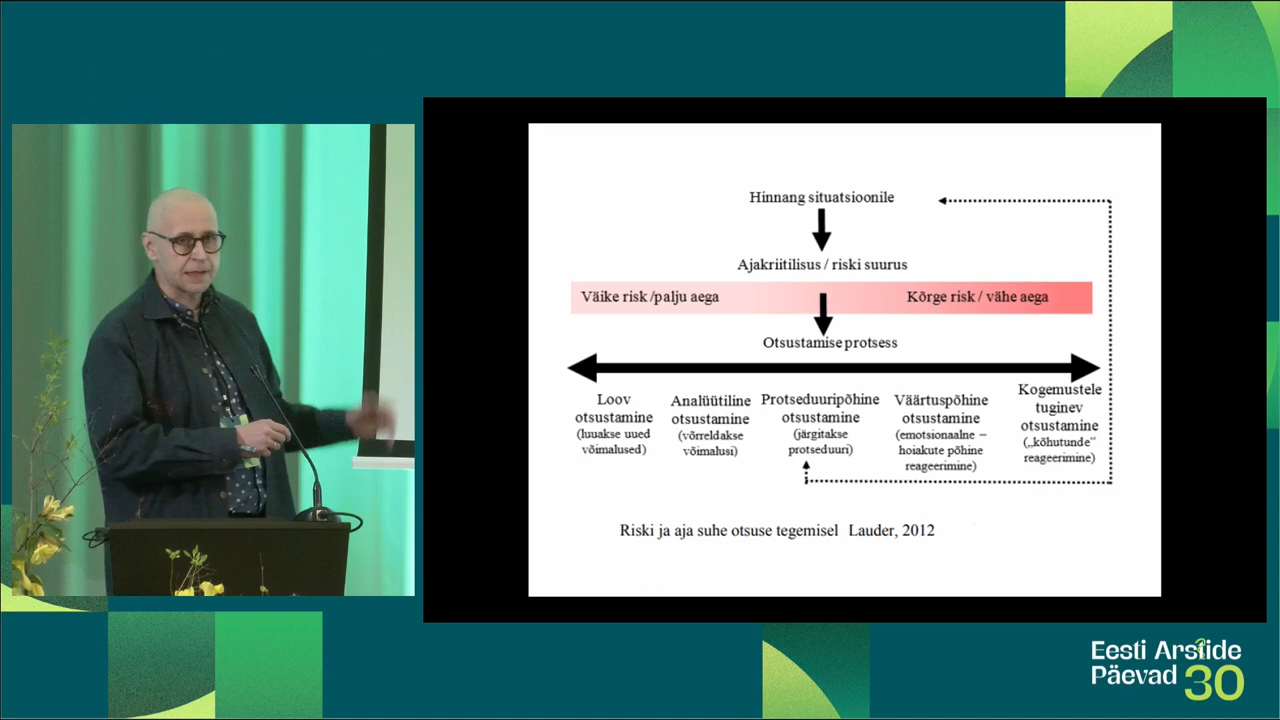 Hinnang situatsioonile
Ajakriitilisus / riski suurus
Väike risk /palju aega
Kõrge risk / vähe aega
Otsustamise protsess
Loov
otsustamine
(luuakse uued
võimalused)
Analüütiline
otsustamine
(võrreldakse
võimalusi)
Protseduuripõhine
otsustamine
(järgitakse
protseduuri)
Väärtuspõhine
otsustamine
(emotsionaalne –
hoiakute põhine
reageerimine)
Kogemustele
tuginev
otsustamine
(„kõhutunde“
reageerimine)
Riski ja aja suhe otsuse tegemisel Lauder, 2012
Eesti Arstide
Päevad 30